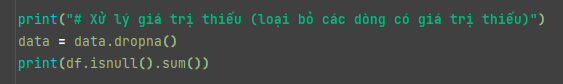 print("# Xử lý giá trị thiếu (loại bỏ các dòng có giá trị thiếu)")
data = data.dropna()
print(df.isnull().sum())